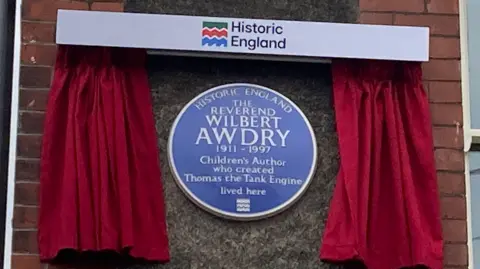 Historic
England
HISTORIC ENGLAND
THE
REVEREND
WILBERT
AWDRY
1911 - 1997
Children's Author
who created
Thomas the Tank Engine
lived here